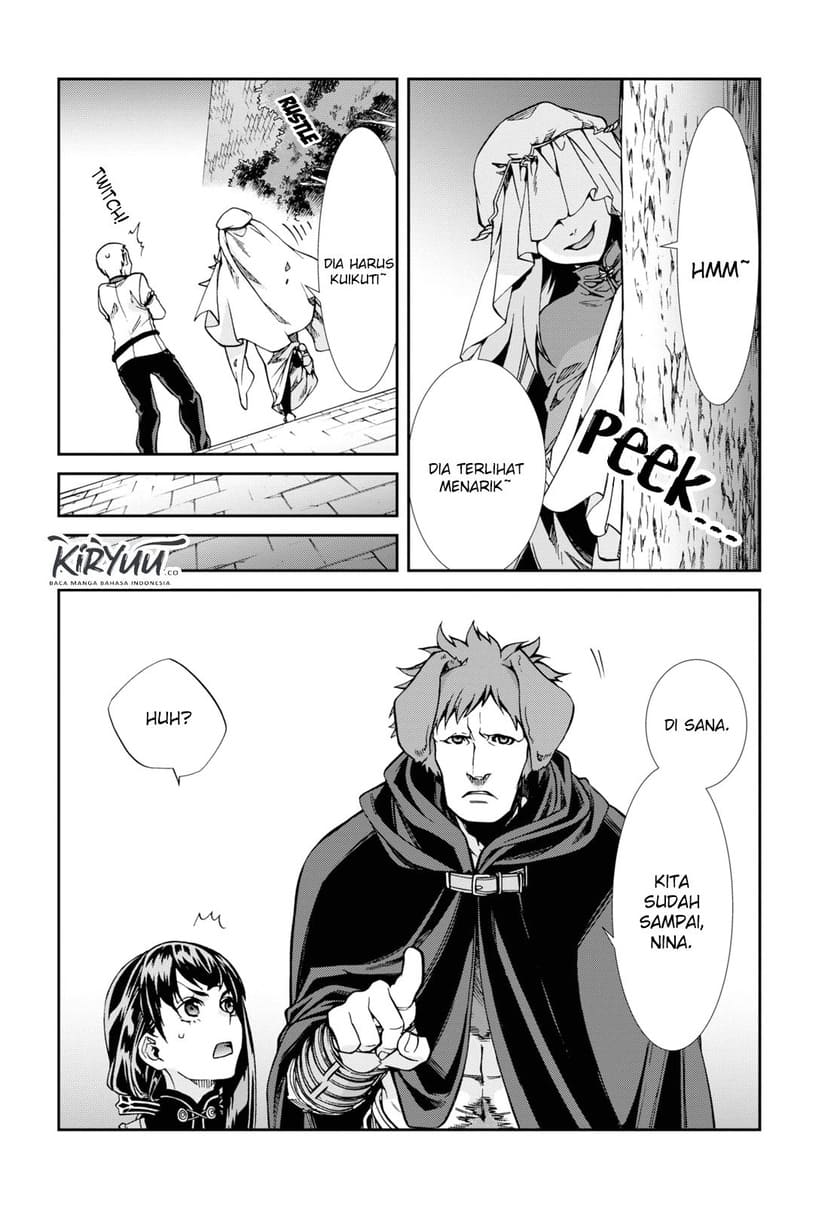 HMM~
DIA TERLIHAT
MENARIK~
PEEK...
RUSTLE
DIA HARUS
KUIKUTI~
TWITCH!
KIRYUU.CO
BACA MANGA BAHASA INDONESIA
DI SANA.
KITA
SUDAH
SAMPAI,
NINA.
HUH?